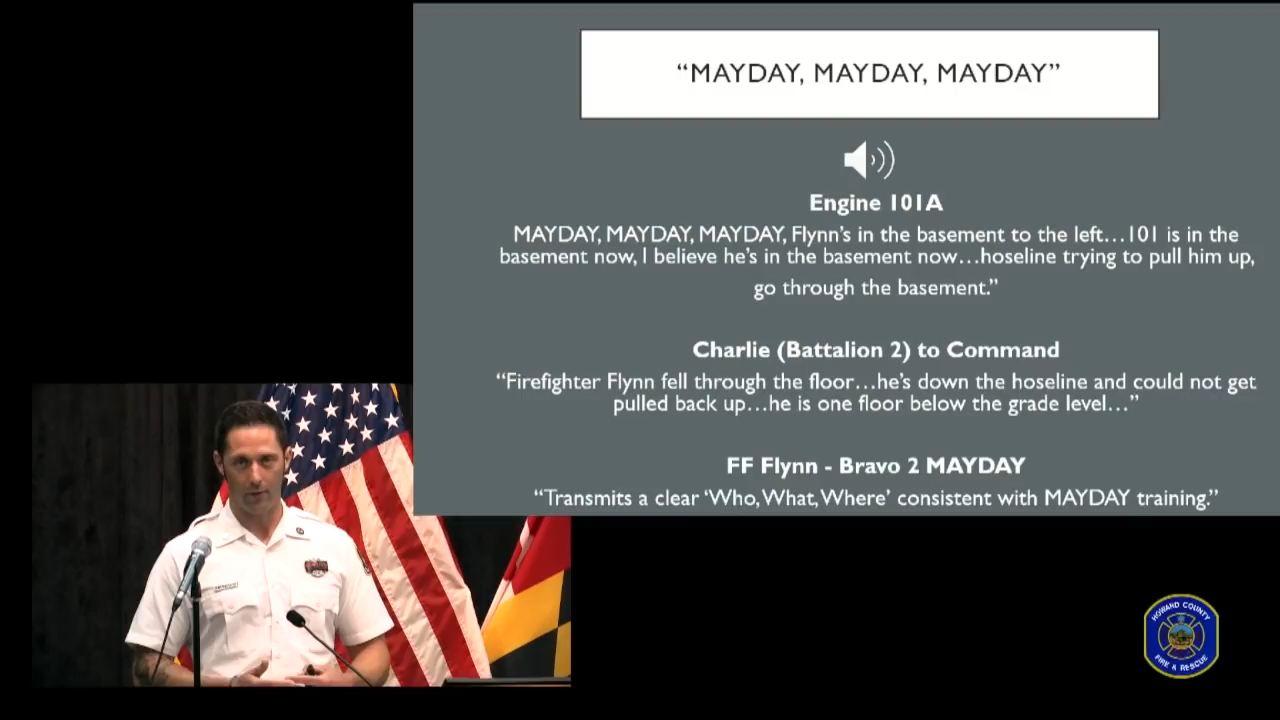 “MAYDAY, MAYDAY, MAYDAY”
Engine 101A
MAYDAY, MAYDAY, MAYDAY, Flynn’s in the basement to the left…101 is in the
basement now, I believe he’s in the basement now…hoseline trying to pull him up,
go through the basement.”
Charlie (Battalion 2) to Command
“Firefighter Flynn fell through the floor…he’s down the hoseline and could not get
pulled back up…he is one floor below the grade level…”
FF Flynn - Bravo 2 MAYDAY
“Transmits a clear ‘Who, What, Where’ consistent with MAYDAY training.”
HOWARD COUNTY
FIRE & RESCUE